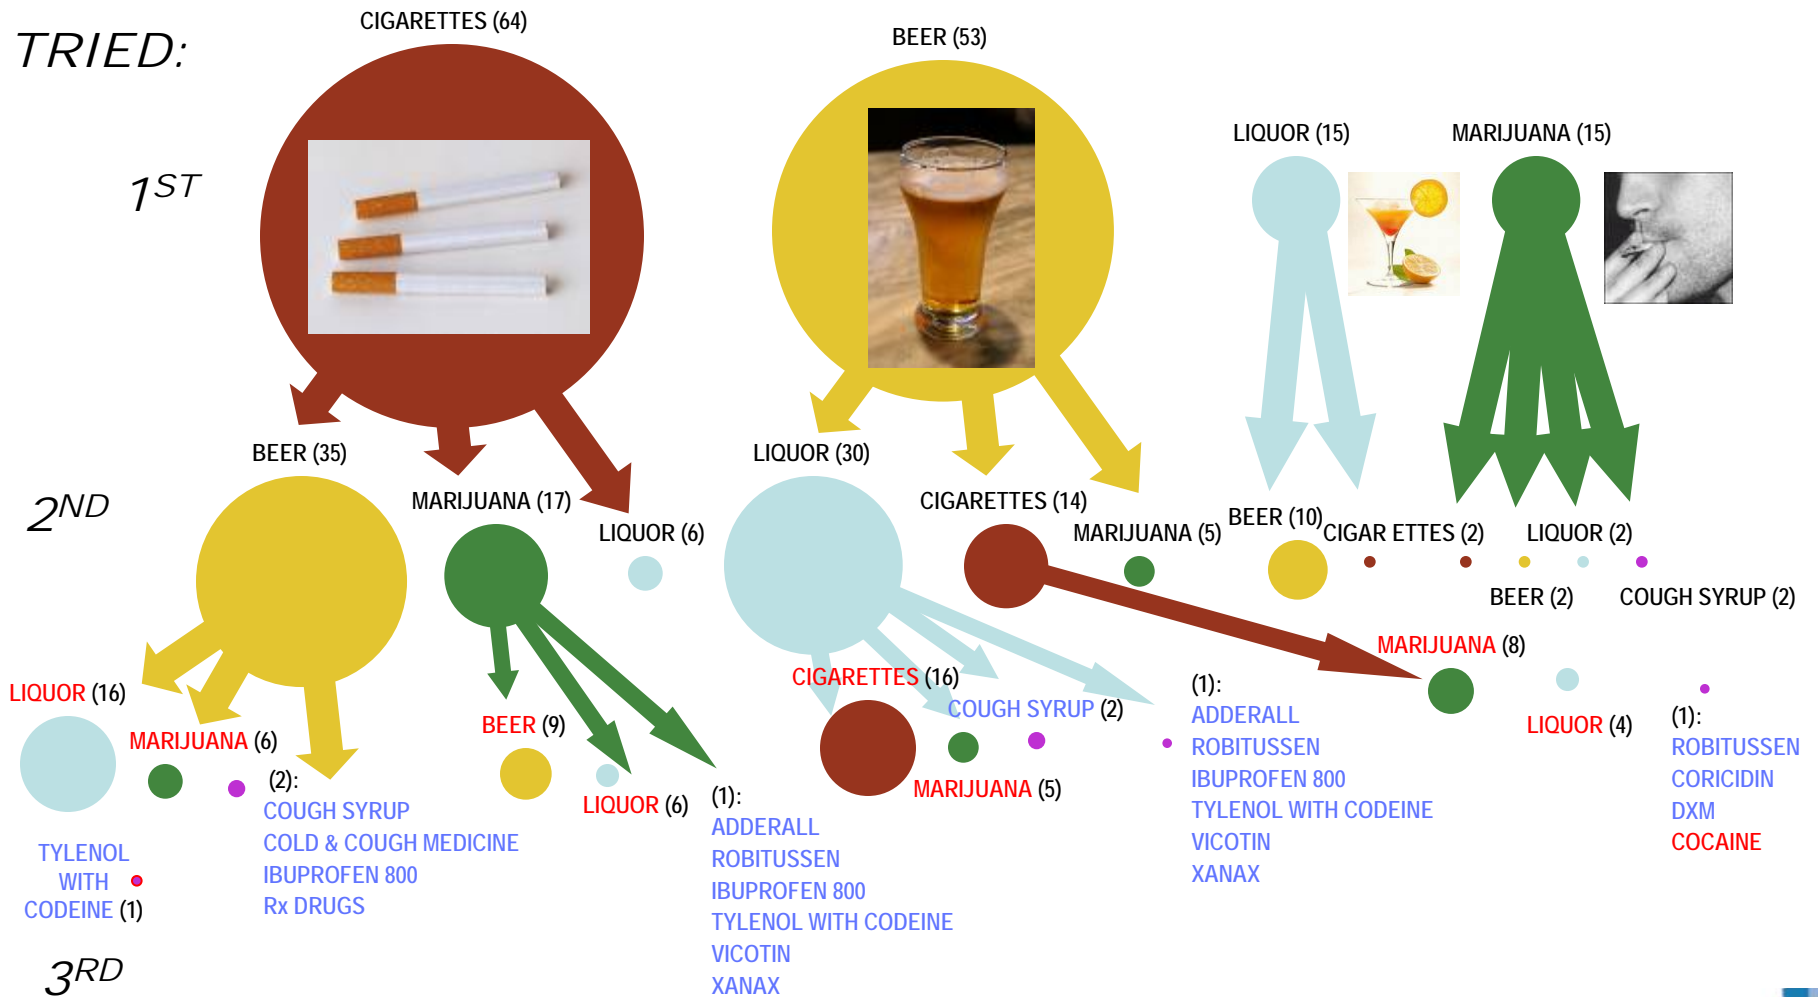 TRIED:
CIGARETTES (64)
BEER (53)
1ST
LIQUOR (15)
MARIJUANA (15)
2ND
BEER (35)
MARIJUANA (17)
LIQUOR (6)
LIQUOR (30)
CIGARETTES (14)
MARIJUANA (5)
BEER (10)
CIGAR ETTES (2)
LIQUOR (2)
BEER (2)
COUGH SYRUP (2)
LIQUOR (16)
MARIJUANA (6)
(2):
COUGH SYRUP
COLD & COUGH MEDICINE
IBUPROFEN 800
Rx DRUGS
TYLENOL
WITH
CODEINE (1)
BEER (9)
LIQUOR (6)
(1):
ADDERALL
ROBITUSSEN
IBUPROFEN 800
TYLENOL WITH CODEINE
VICOTIN
XANAX
CIGARETTES (16)
COUGH SYRUP (2)
MARIJUANA (5)
(1):
ADDERALL
ROBITUSSEN
IBUPROFEN 800
TYLENOL WITH CODEINE
VICOTIN
XANAX
MARIJUANA (8)
LIQUOR (4)
(1):
ROBITUSSEN
CORICIDIN
DXM
COCAINE
3RD